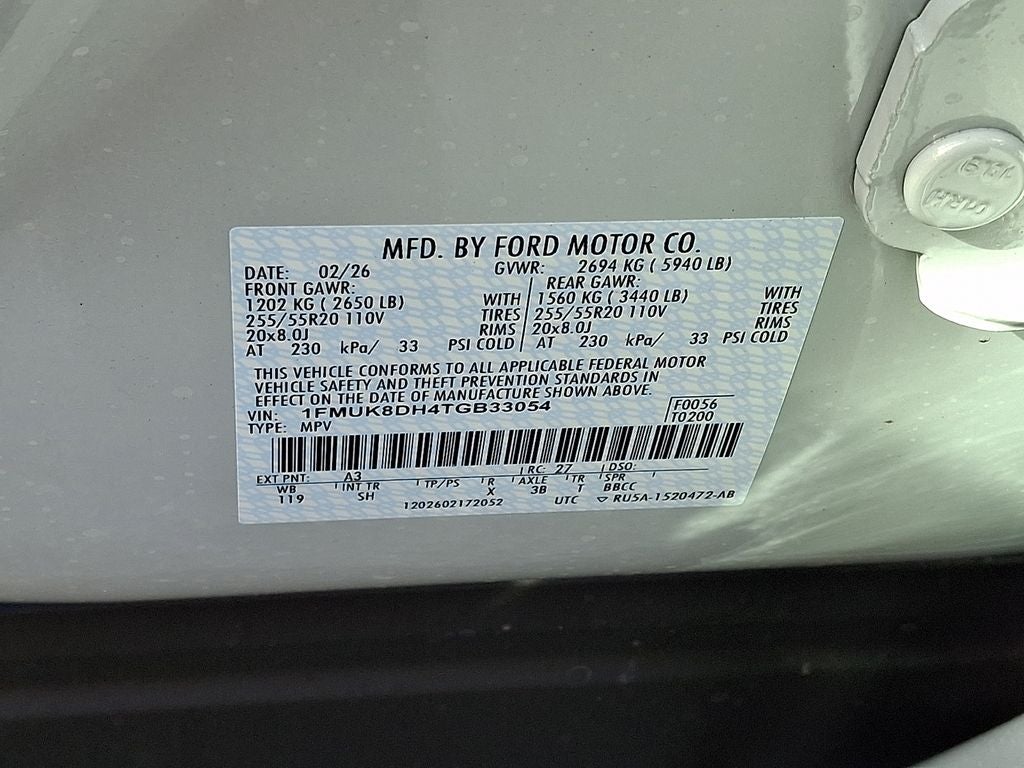 MFD. BY FORD MOTOR CO.
DATE: 02/26 GVWR: 2694 KG ( 5940 LB)
FRONT GAWR: REAR GAWR:
1202 KG ( 2650 LB) WITH 1560 KG ( 3440 LB) WITH
255/55R20 110V TIRES 255/55R20 110V TIRES
20x8.0J RIMS 20x8.0J RIMS
AT 230 kPa/ 33 PSI COLD AT 230 kPa/ 33 PSI COLD
THIS VEHICLE CONFORMS TO ALL APPLICABLE FEDERAL MOTOR
VEHICLE SAFETY AND THEFT PREVENTION STANDARDS IN
EFFECT ON THE DATE OF MANUFACTURE SHOWN ABOVE.
VIN: 1FMUK8DH4TGB33054 F0056
TYPE: MPV T0200
EXT PNT: A3 RC: 27 DSO:
WB INT TR TP/PS R AXLE TR SPR
119 SH X 3B T BBCC
1202602172052 UTC ▽ RU5A-1520472-AB